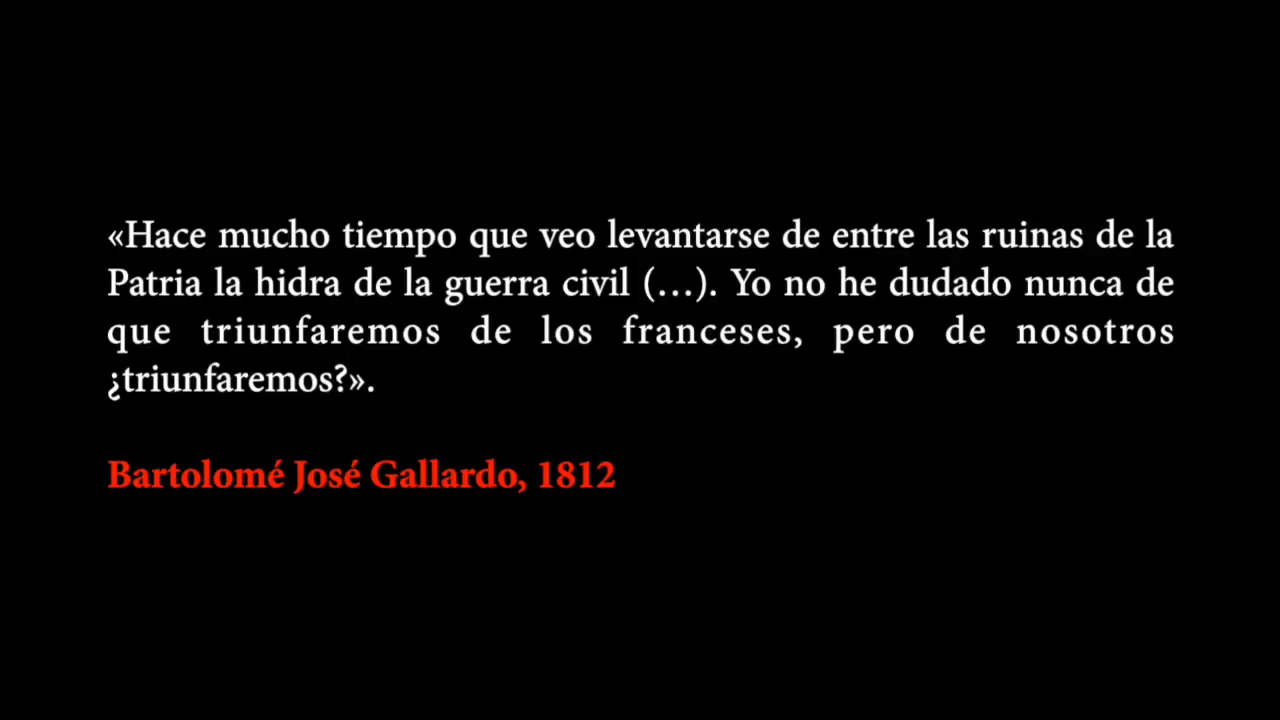 «Hace mucho tiempo que veo levantarse de entre las ruinas de la
Patria la hidra de la guerra civil (…). Yo no he dudado nunca de
que triunfaremos de los franceses, pero de nosotros
¿triunfaremos?».
Bartolomé José Gallardo, 1812